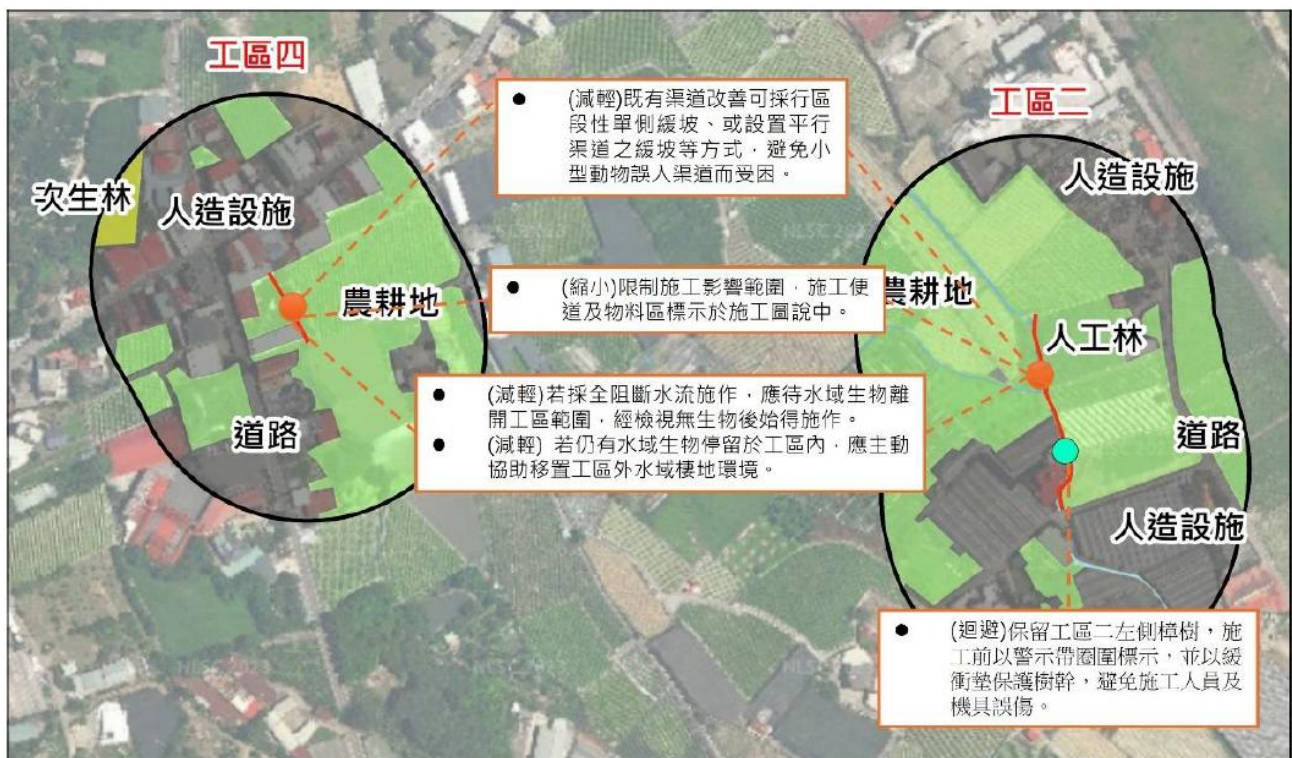 工區四
工區二
● (減輕)既有渠道改善可採行區
段性單側緩坡、或設置平行
渠道之緩坡等方式，避免小
型動物誤入渠道而受困。
次生林
人造設施
人造設施
NLSC
● (縮小)限制施工影響範圍，施工便
道及物料區標示於施工圖說中。
農耕地
農耕地
人工林
● (減輕)若採全阻斷水流施作，應待水域生物離
開工區範圍，經檢視無生物後始得施作。
● (減輕) 若仍有水域生物停留於工區內，應主動
協助移置工區外水域棲地環境。
道路
道路
人造設施
● (迴避)保留工區二左側樟樹，施
工前以警示帶圈圍標示，並以緩
衝墊保護樹幹，避免施工人員及
機具誤傷。